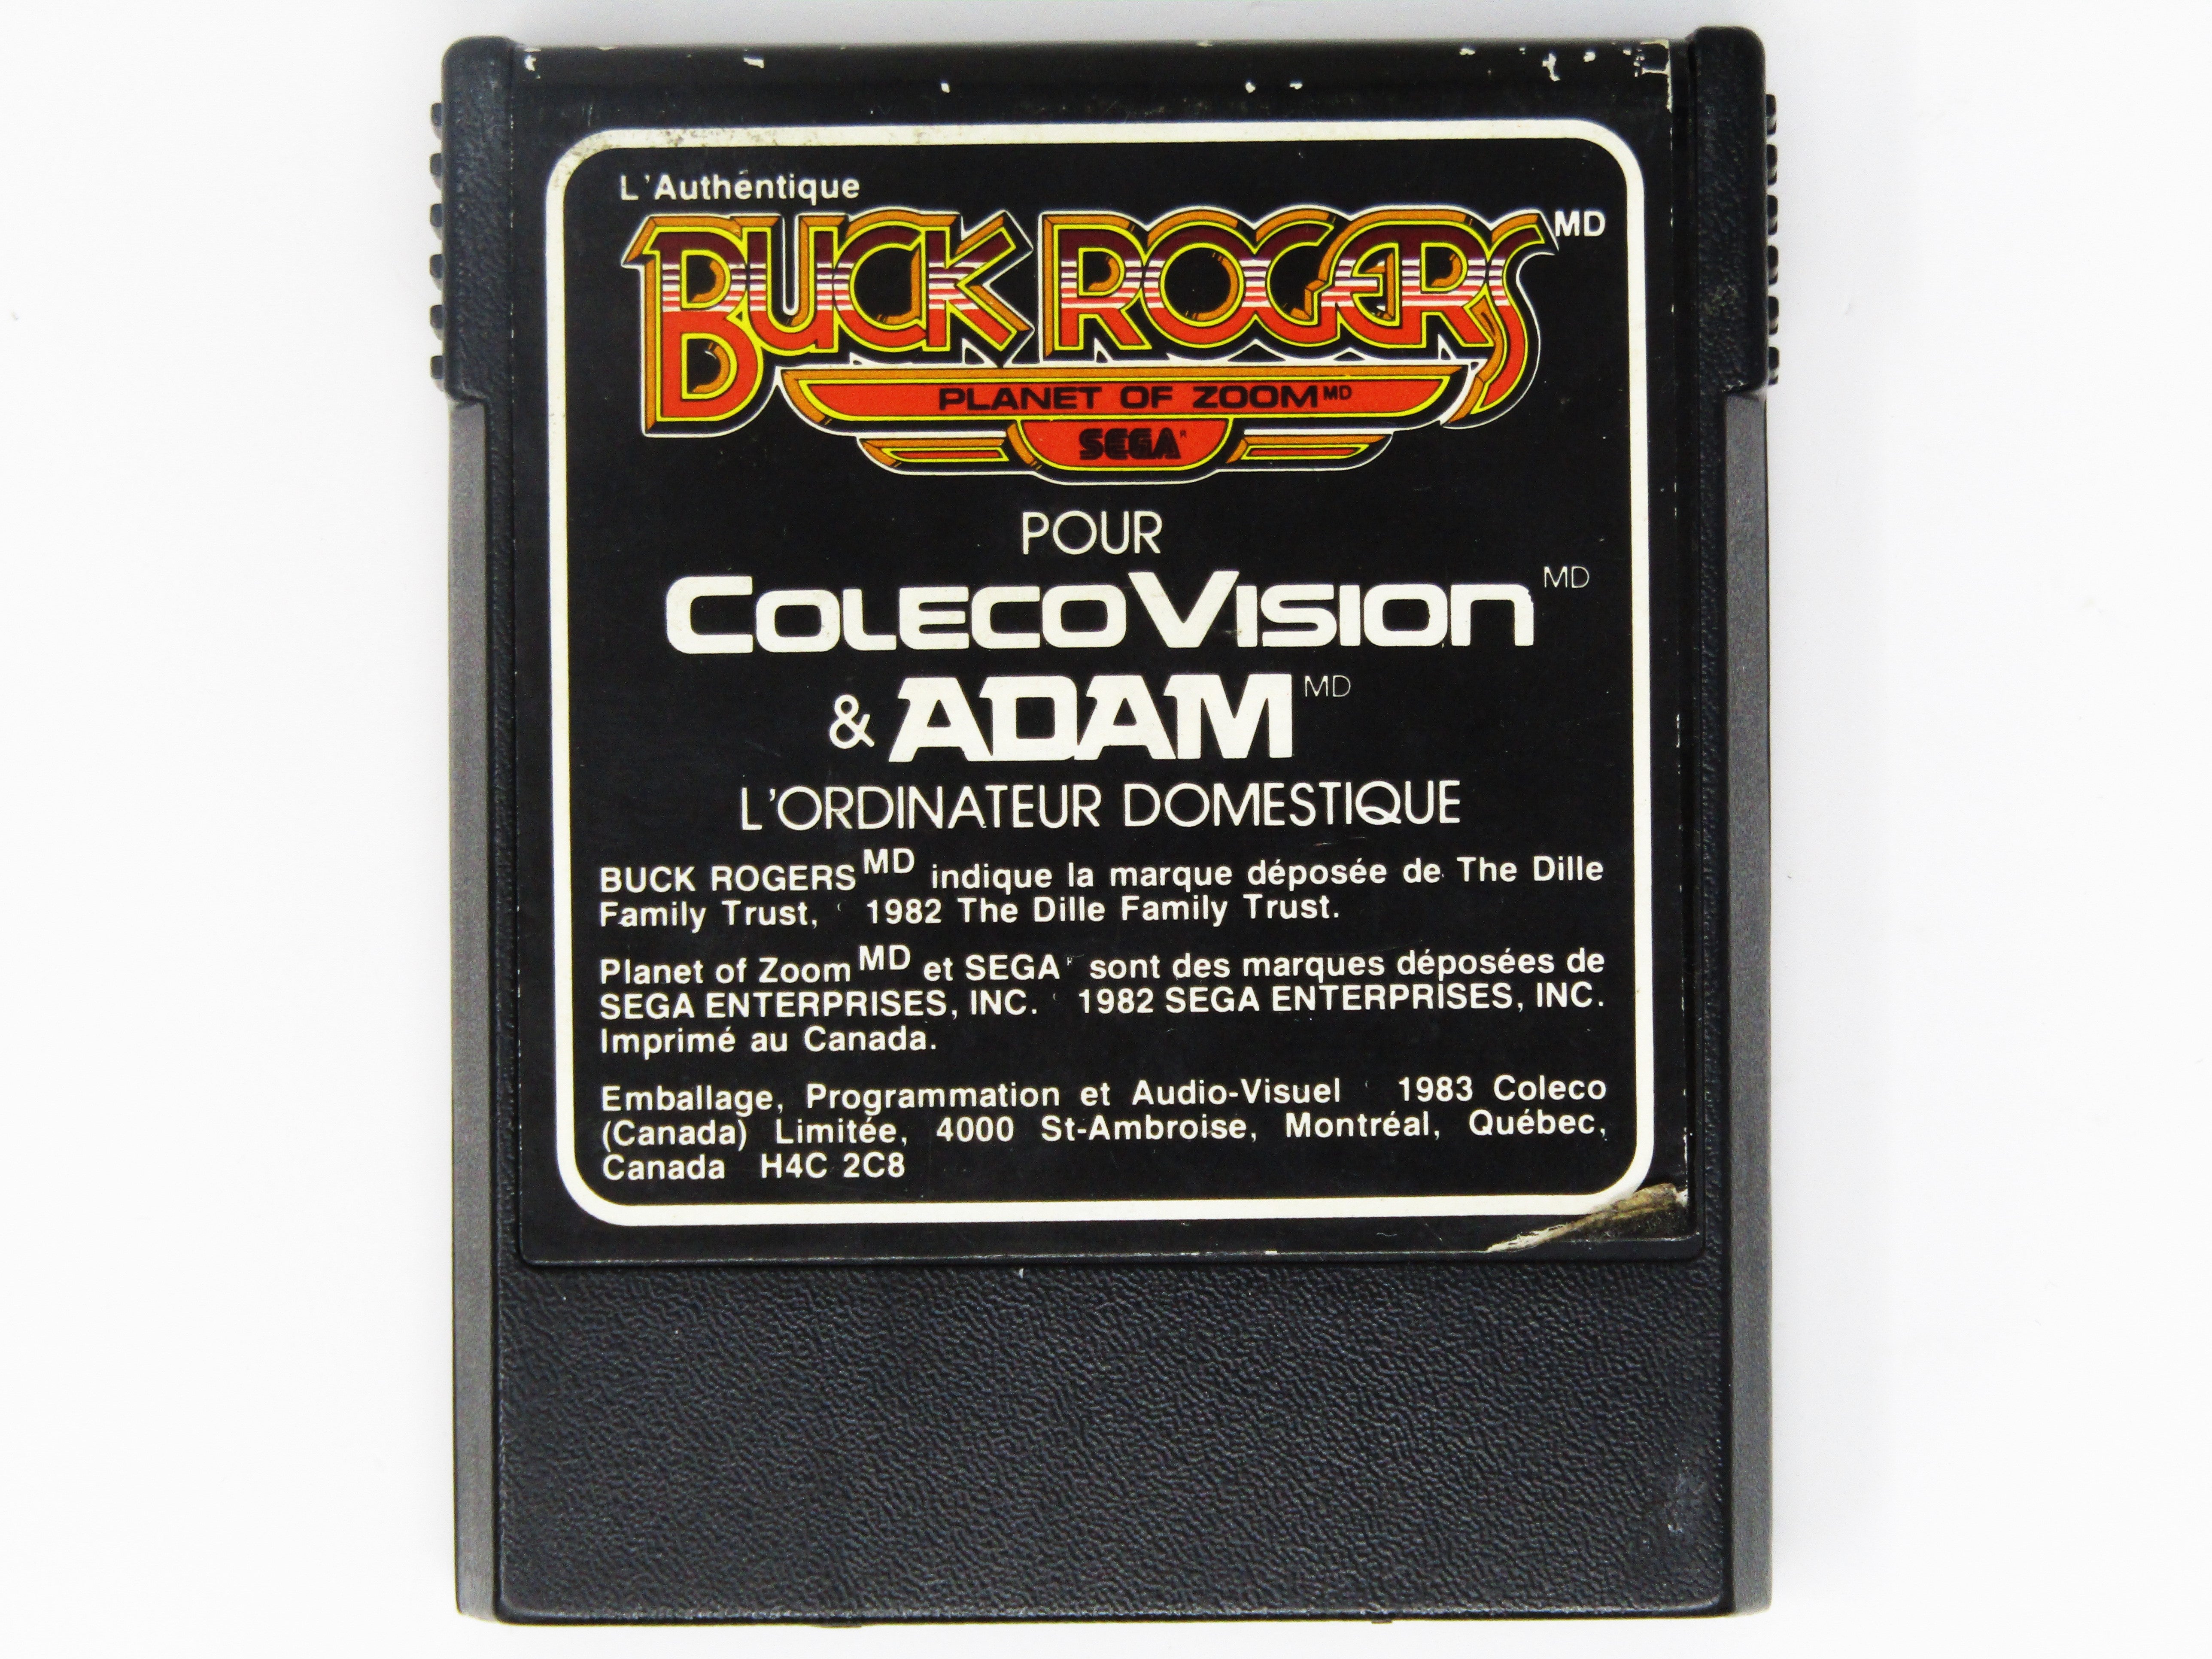 L'Authentique
BUCK ROGERS MD
PLANET OF ZOOM MD
SEGA®
POUR
COLECOVISION MD
& ADAM MD
L'ORDINATEUR DOMESTIQUE
BUCK ROGERS MD indique la marque déposée de The Dille
Family Trust, 1982 The Dille Family Trust.
Planet of Zoom MD et SEGA sont des marques déposées de
SEGA ENTERPRISES, INC. 1982 SEGA ENTERPRISES, INC.
Imprimé au Canada.
Emballage, Programmation et Audio-Visuel 1983 Coleco
(Canada) Limitée, 4000 St-Ambroise, Montréal, Québec,
Canada H4C 2C8